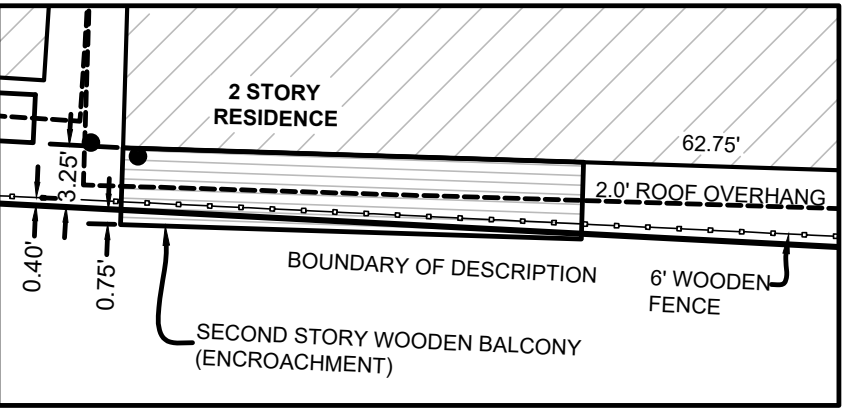 2 STORY
RESIDENCE
62.75'
3.25'
2.0' ROOF OVERHANG
0.40'
0.75'
BOUNDARY OF DESCRIPTION
6' WOODEN
FENCE
SECOND STORY WOODEN BALCONY
(ENCROACHMENT)